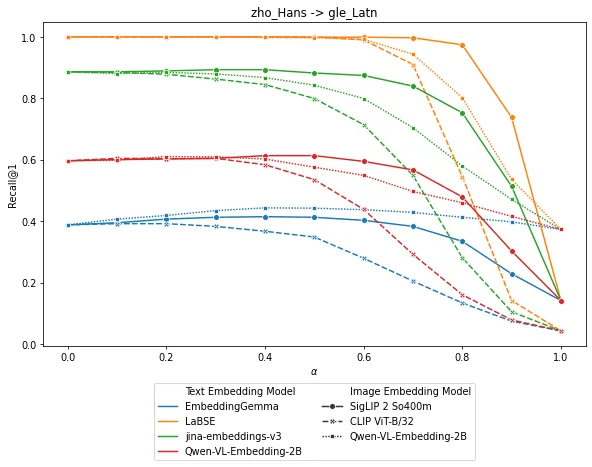 zho_Hans -> gle_Latn
Recall@1
1.0
0.8
0.6
0.4
0.2
0.0
0.0 0.2 0.4 0.6 0.8 1.0
α
Text Embedding Model
EmbeddingGemma
LaBSE
jina-embeddings-v3
Qwen-VL-Embedding-2B
Image Embedding Model
SigLIP 2 So400m
CLIP ViT-B/32
Qwen-VL-Embedding-2B